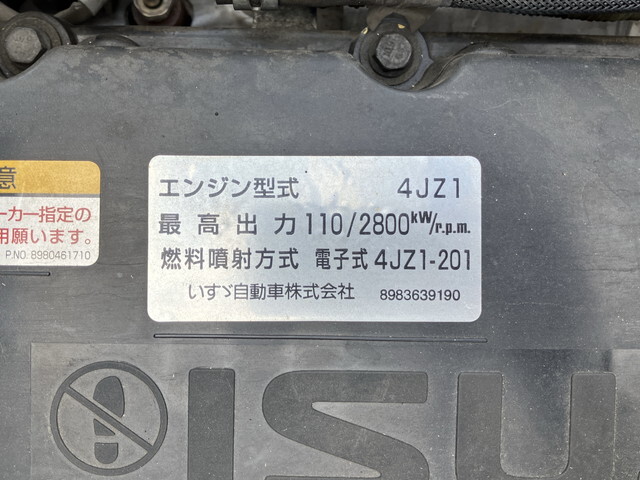 エンジン型式 4JZ1
最高出力 110/2800kW/r.p.m.
燃料噴射方式 電子式 4JZ1-201
いすゞ自動車株式会社 8983639190
意
ーカー指定の
用願います。
P.NO. 8980461710
ISU